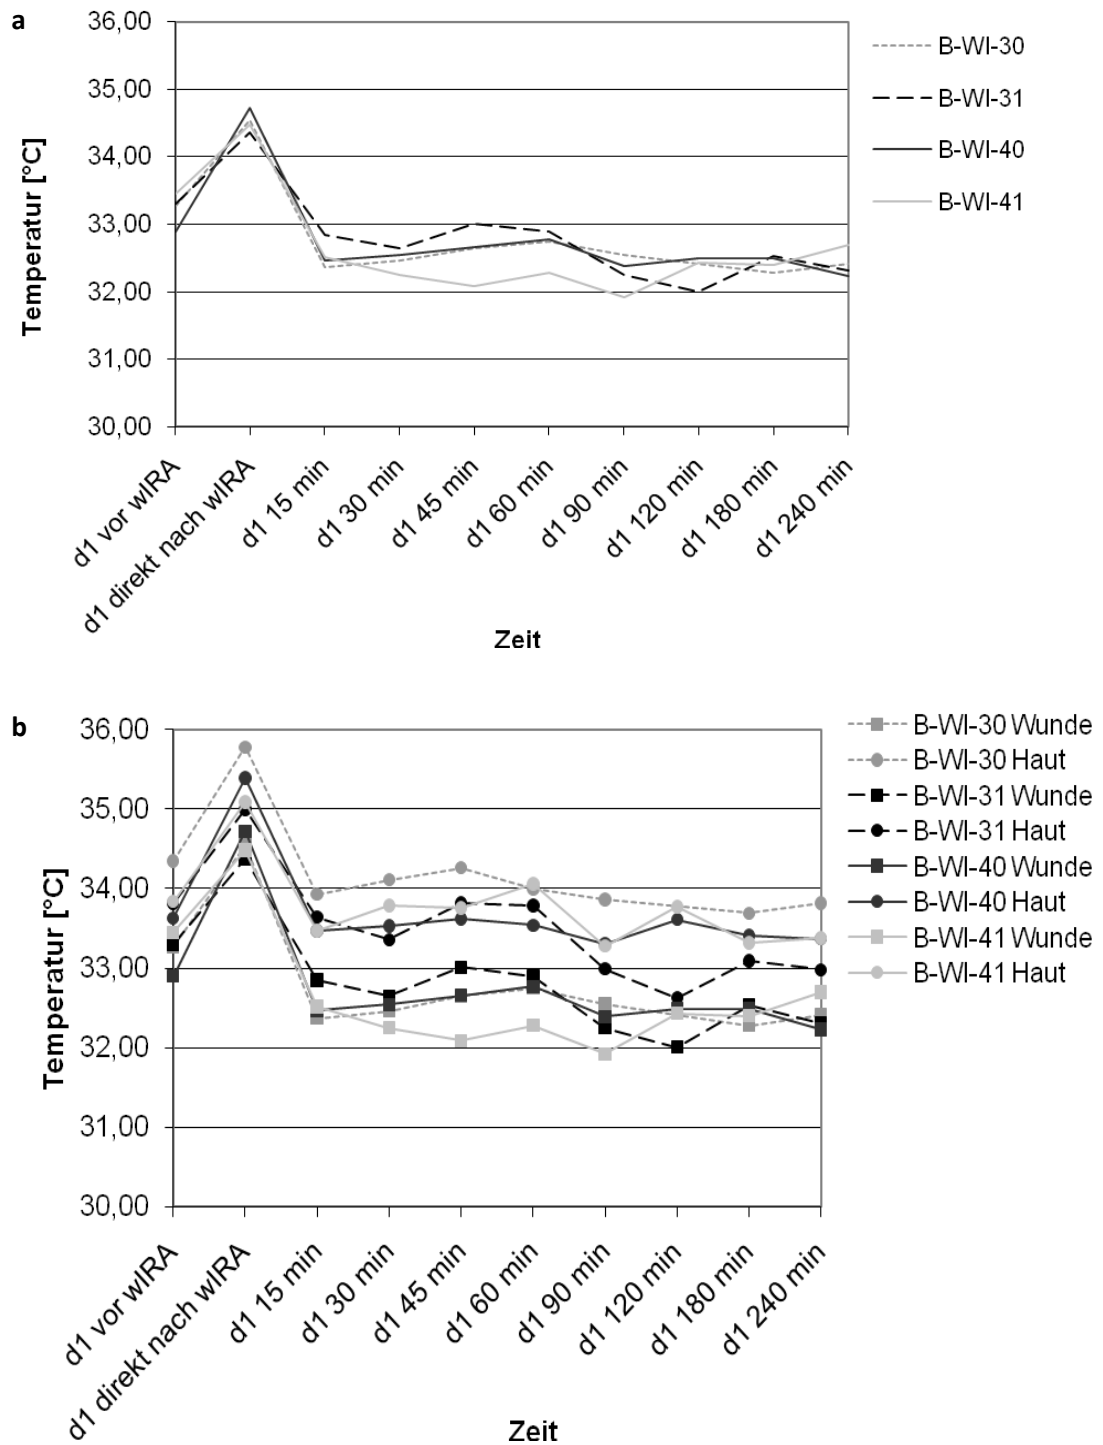 a
36,00
35,00
34,00
33,00
32,00
31,00
30,00
Temperatur [°C]
d1 vor wIRA
d1 direkt nach wIRA
d1 15 min
d1 30 min
d1 45 min
d1 60 min
d1 90 min
d1 120 min
d1 180 min
d1 240 min
Zeit
B-WI-30
B-WI-31
B-WI-40
B-WI-41
b
36,00
35,00
34,00
33,00
32,00
31,00
30,00
Temperatur [°C]
d1 vor wIRA
d1 direkt nach wIRA
d1 15 min
d1 30 min
d1 45 min
d1 60 min
d1 90 min
d1 120 min
d1 180 min
d1 240 min
Zeit
B-WI-30 Wunde
B-WI-30 Haut
B-WI-31 Wunde
B-WI-31 Haut
B-WI-40 Wunde
B-WI-40 Haut
B-WI-41 Wunde
B-WI-41 Haut